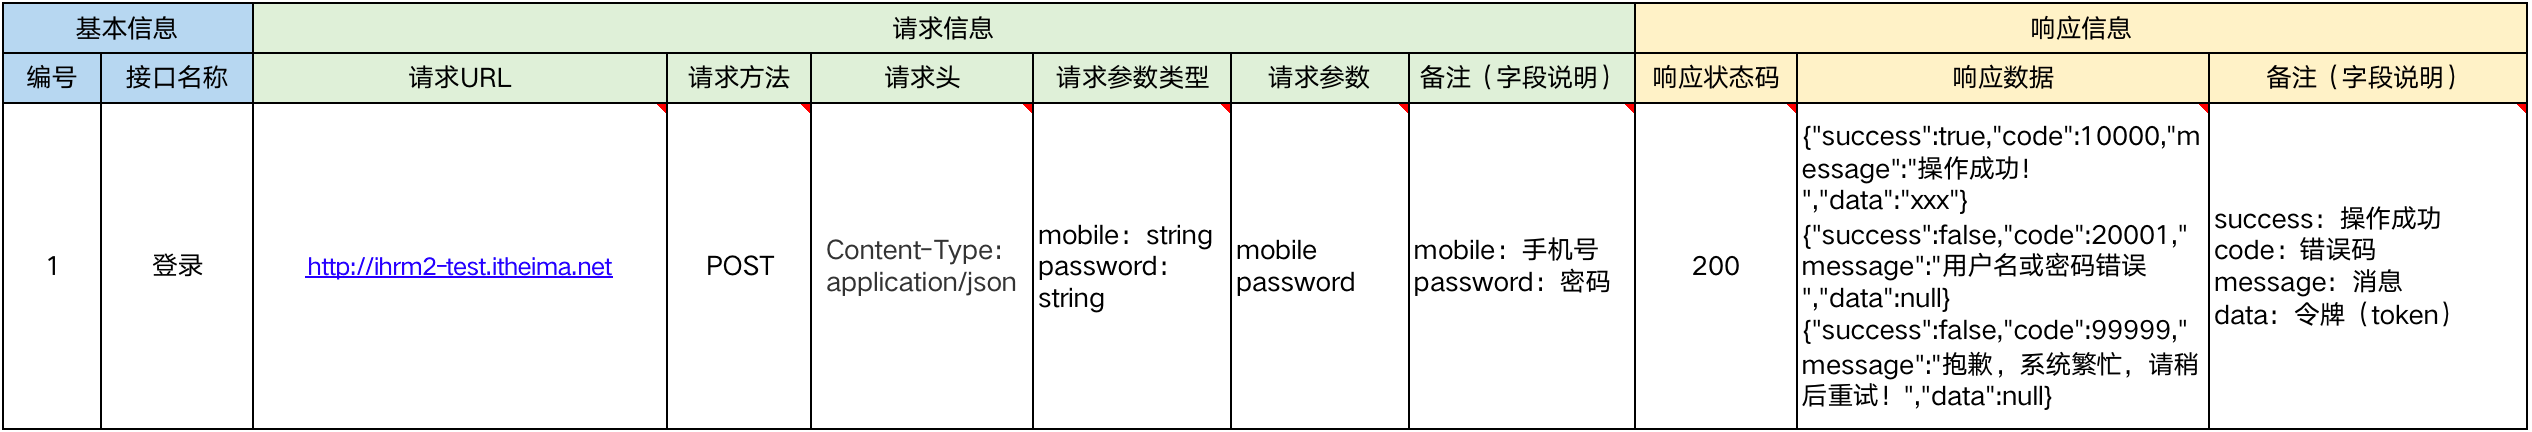 基本信息
请求信息
响应信息
编号
接口名称
请求URL
请求方法
请求头
请求参数类型
请求参数
备注（字段说明）
响应状态码
响应数据
备注（字段说明）
1
登录
http://ihrm2-test.itheima.net
POST
Content-Type:
application/json
mobile：string
password：
string
mobile
password
mobile：手机号
password：密码
200
{"success":true,"code":10000,"m
essage":"操作成功！
","data":"xxx"}
{"success":false,"code":20001,"
message":"用户名或密码错误
","data":null}
{"success":false,"code":99999,"
message":"抱歉，系统繁忙，请稍
后重试！","data":null}
success：操作成功
code：错误码
message：消息
data：令牌（token）